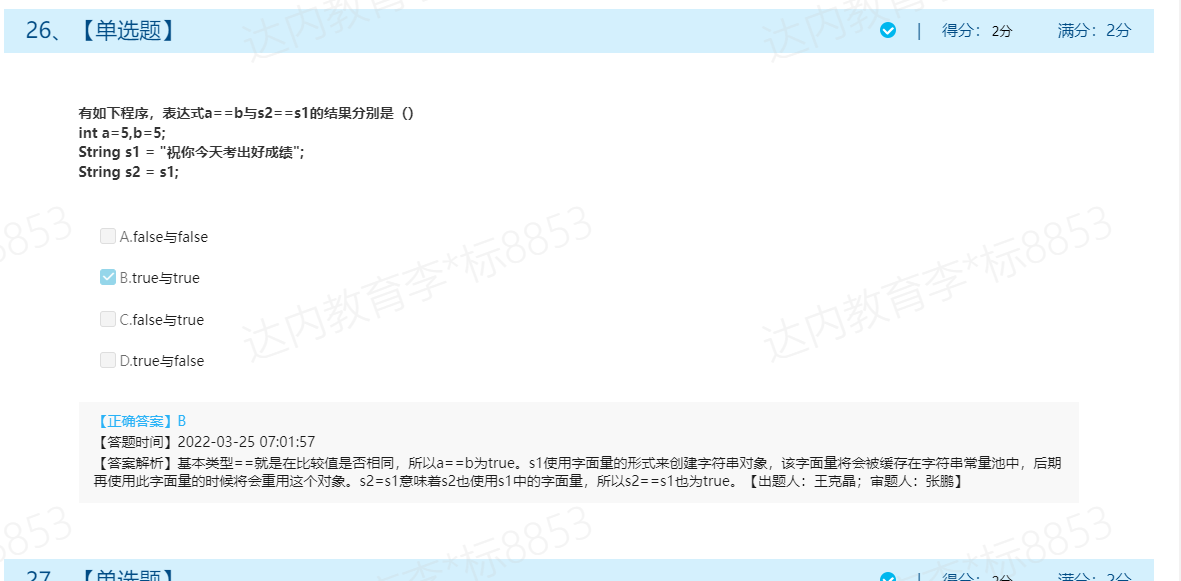 26、【单选题】 | 得分：2分 满分：2分
有如下程序，表达式a==b与s2==s1的结果分别是（）
int a=5,b=5;
String s1 = "祝你今天考出好成绩";
String s2 = s1;
A.false与false
B.true与true
C.false与true
D.true与false
【正确答案】B
【答题时间】2022-03-25 07:01:57
【答案解析】基本类型==就是在比较值是否相同，所以a==b为true。s1使用字面量的形式来创建字符串对象，该字面量将会被缓存在字符串常量池中，后期
再使用此字面量的时候将会重用这个对象。s2=s1意味着s2也使用s1中的字面量，所以s2==s1也为true。【出题人：王克晶；审题人：张鹏】
27、【单选题】 | 得分：2分 满分：2分
达内教育李*标8853
达内教育李*标8853